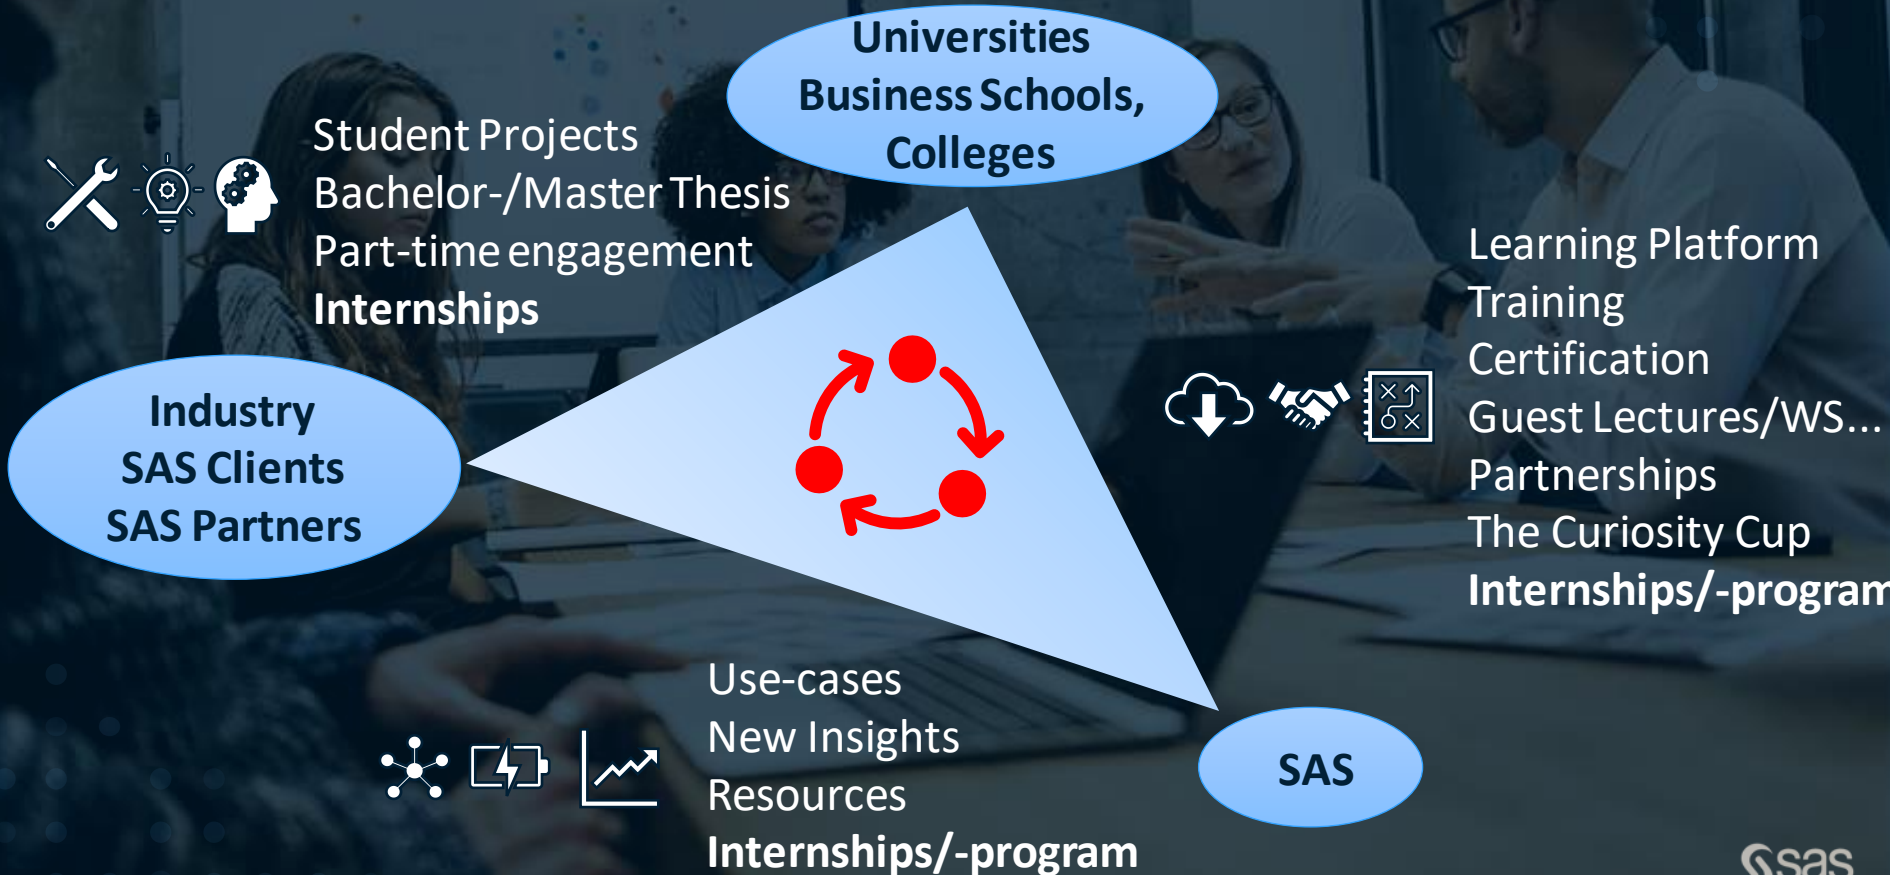 Universities
Business Schools,
Colleges
Student Projects
Bachelor-/Master Thesis
Part-time engagement
Internships
Industry
SAS Clients
SAS Partners
Learning Platform
Training
Certification
Guest Lectures/WS...
Partnerships
The Curiosity Cup
Internships/-program
Use-cases
New Insights
Resources
Internships/-program
SAS
sas